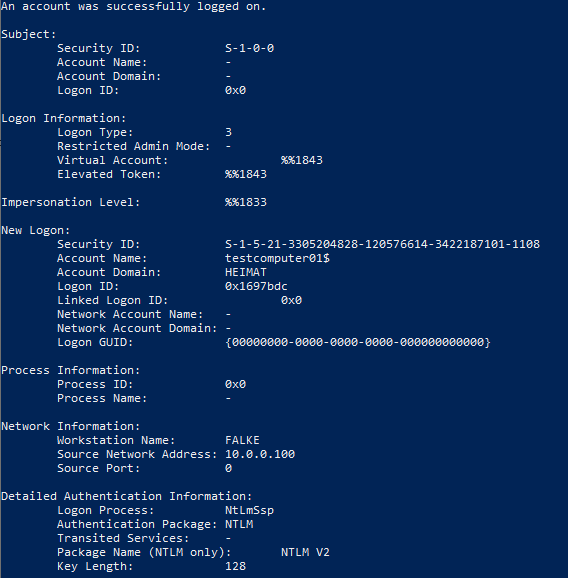 An account was successfully logged on.
Subject:
Security ID: S-1-0-0
Account Name: -
Account Domain: -
Logon ID: 0x0
Logon Information:
Logon Type: 3
Restricted Admin Mode: -
Virtual Account: %%1843
Elevated Token: %%1843
Impersonation Level: %%1833
New Logon:
Security ID: S-1-5-21-3305204828-120576614-3422187101-1108
Account Name: testcomputer01$
Account Domain: HEIMAT
Logon ID: 0x1697bdc
Linked Logon ID: 0x0
Network Account Name: -
Network Account Domain: -
Logon GUID: {00000000-0000-0000-0000-000000000000}
Process Information:
Process ID: 0x0
Process Name: -
Network Information:
Workstation Name: FALKE
Source Network Address: 10.0.0.100
Source Port: 0
Detailed Authentication Information:
Logon Process: NtLmSsp
Authentication Package: NTLM
Transited Services: -
Package Name (NTLM only): NTLM V2
Key Length: 128